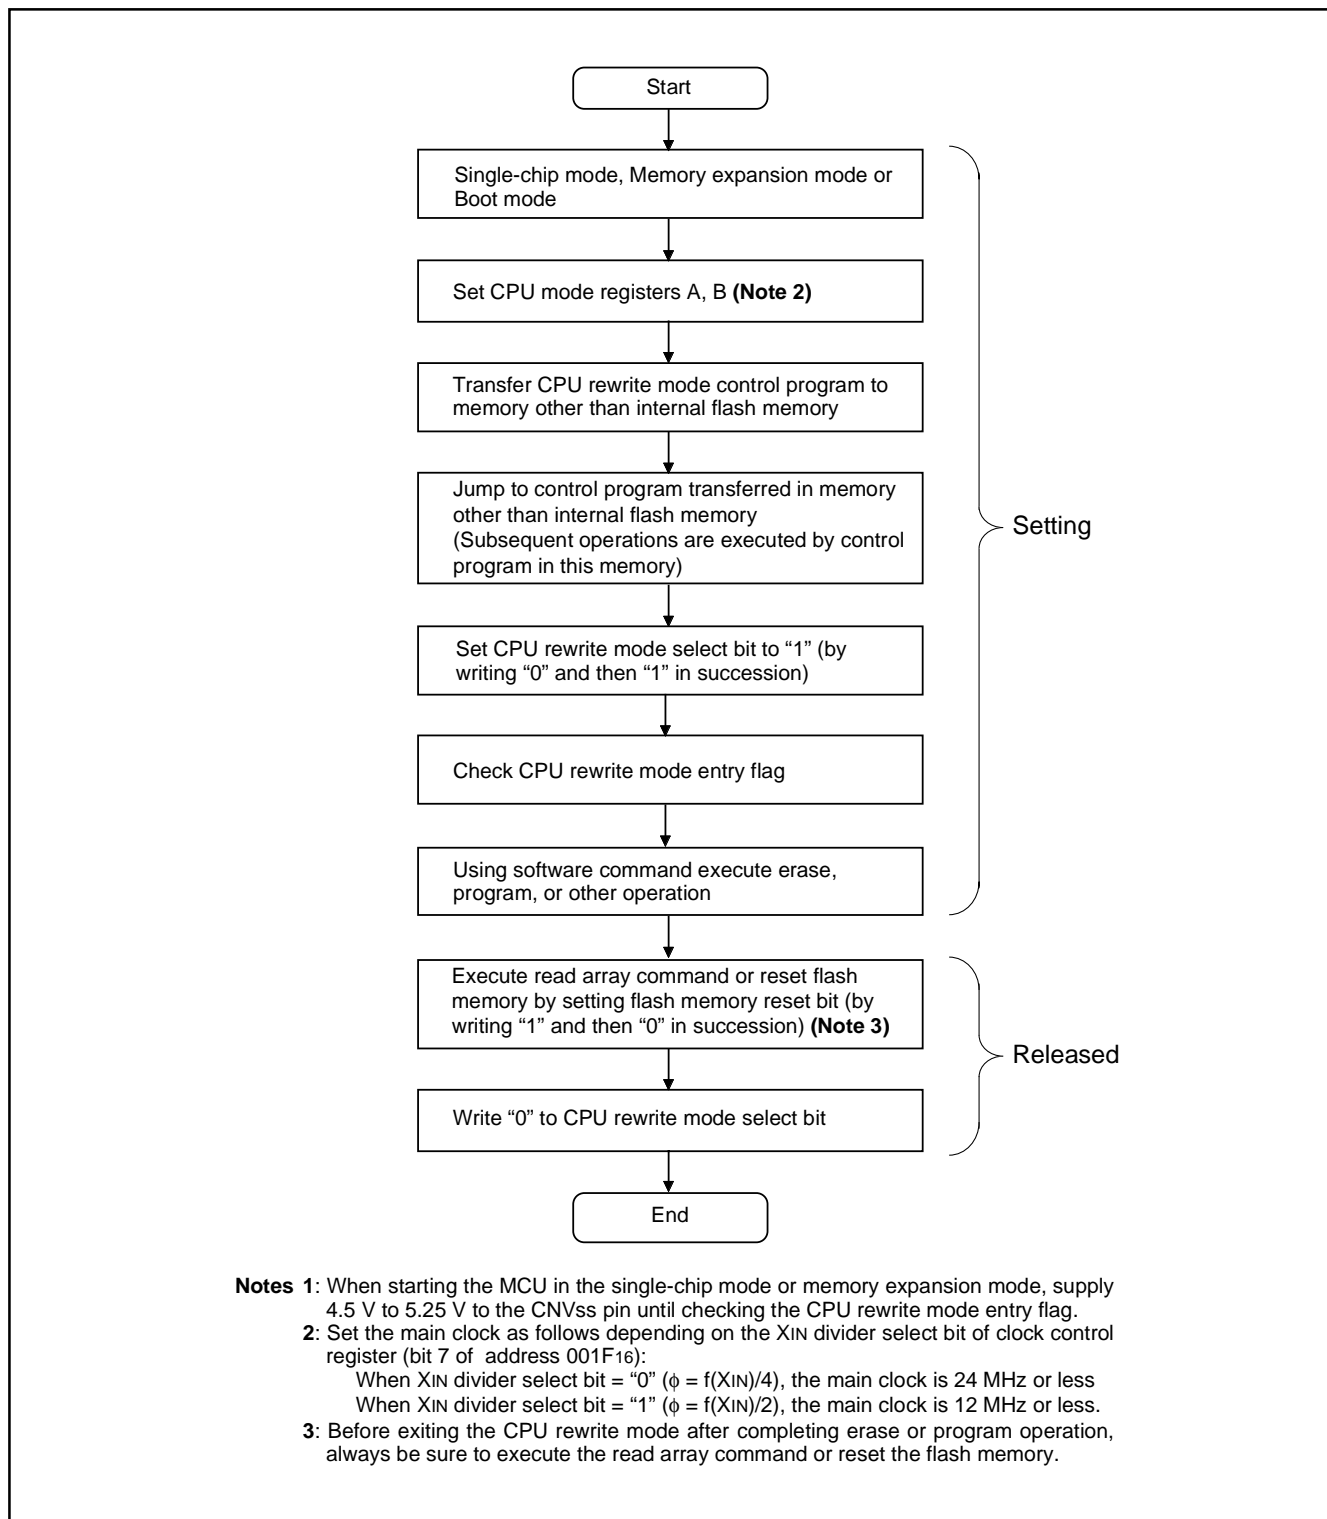 Start
Single-chip mode, Memory expansion mode or
Boot mode
Set CPU mode registers A, B (Note 2)
Transfer CPU rewrite mode control program to
memory other than internal flash memory
Jump to control program transferred in memory
other than internal flash memory
(Subsequent operations are executed by control
program in this memory)
Setting
Set CPU rewrite mode select bit to “1” (by
writing “0” and then “1” in succession)
Check CPU rewrite mode entry flag
Using software command execute erase,
program, or other operation
Execute read array command or reset flash
memory by setting flash memory reset bit (by
writing “1” and then “0” in succession) (Note 3)
Released
Write “0” to CPU rewrite mode select bit
End
Notes 1: When starting the MCU in the single-chip mode or memory expansion mode, supply
4.5 V to 5.25 V to the CNVss pin until checking the CPU rewrite mode entry flag.
2: Set the main clock as follows depending on the XIN divider select bit of clock control
register (bit 7 of address 001F16):
When XIN divider select bit = “0” (ϕ = f(XIN)/4), the main clock is 24 MHz or less
When XIN divider select bit = “1” (ϕ = f(XIN)/2), the main clock is 12 MHz or less.
3: Before exiting the CPU rewrite mode after completing erase or program operation,
always be sure to execute the read array command or reset the flash memory.